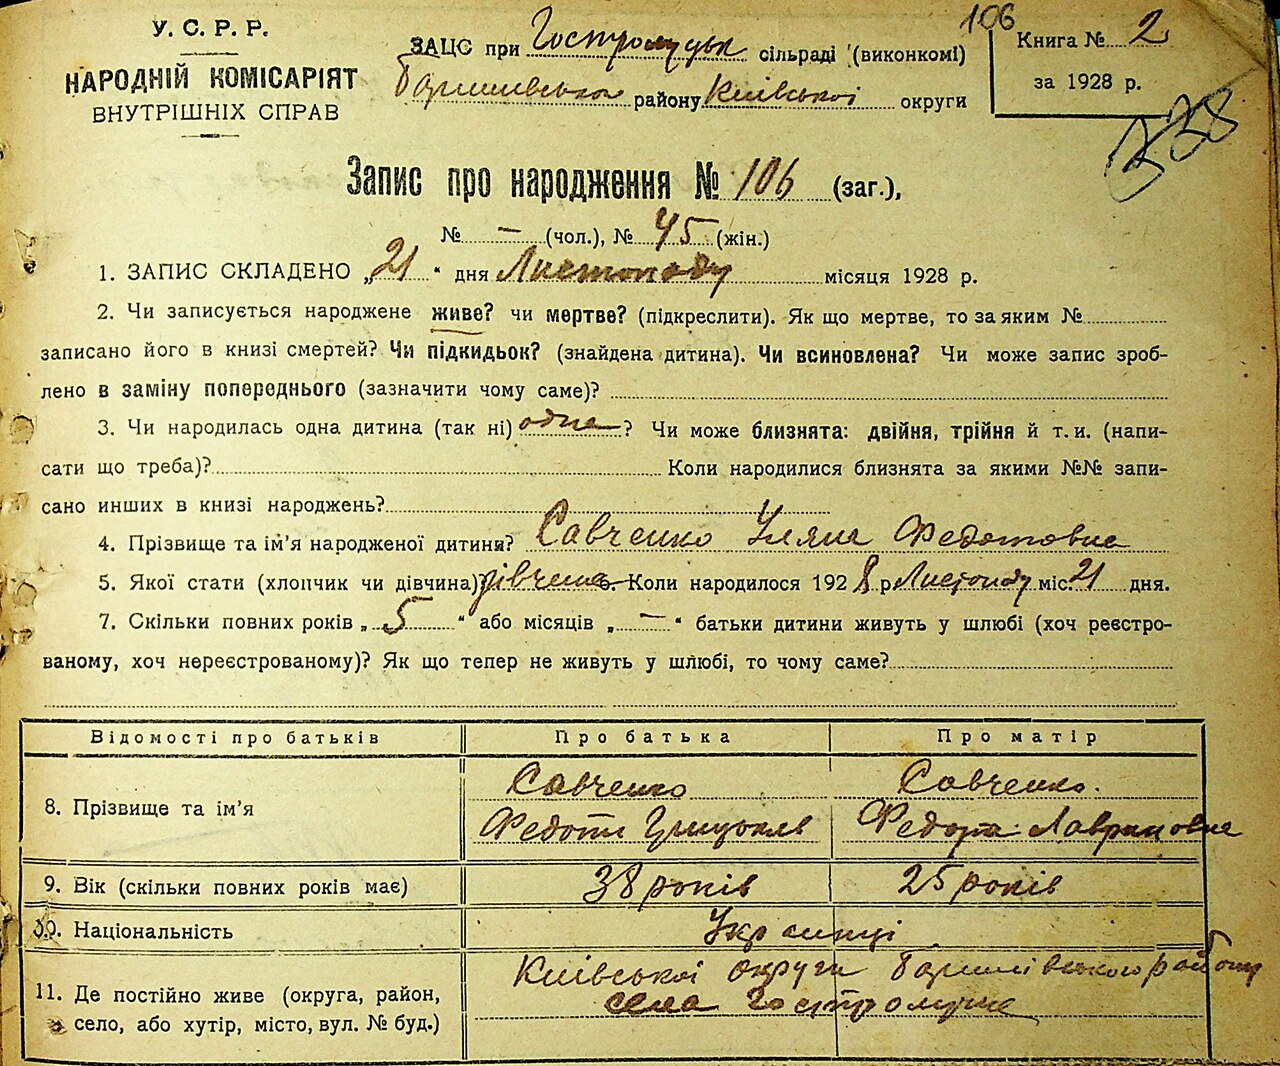 106
У. С. Р. Р.
НАРОДНІЙ КОМІСАРІЯТ
ВНУТРІШНІХ СПРАВ
ЗАЦС при Гостролуцьк сільраді (виконкомі)
Баришівсько району Київської округи
Книга № 2
за 1928 р.
338
Запис про народження № 106 (заг.),
№ — (чол.), № 45 (жін.)
1. ЗАПИС СКЛАДЕНО „21“ дня Листопаду місяця 1928 р.
2. Чи записується народжене живе? чи мертве? (підкреслити). Як що мертве, то за яким №
записано його в книзі смертей? Чи підкидьок? (знайдена дитина). Чи всиновлена? Чи може запис зроб-
лено в заміну попереднього (зазначити чому саме)?
3. Чи народилась одна дитина (так ні) одна? Чи може близнята: двійня, трійня й т. и. (напи-
сати що треба)? Коли народилися близнята за якими №№ запи-
сано инших в книзі народжень?
4. Прізвище та ім’я народженої дитини? Савченко Уляна Федотовна
5. Якої стати (хлопчик чи дівчина)? дівчина 6. Коли народилося 1928 р. Листопаду міс. 21 дня.
7. Скільки повних років „5“ або місяців „—“ батьки дитини живуть у шлюбі (хоч реєстро-
ваному, хоч нереєстрованому)? Як що тепер не живуть у шлюбі, то чому саме?
Відомості про батьків Про батька Про матір
8. Прізвище та ім’я Савченко Савченко.
Федот Федора Лавриновна
9. Вік (скільки повних років має) 38 років 25 років
10. Національність Українці
11. Де постійно живе (округа, район,
село, або хутір, місто, вул. № буд.)
Київської округи Баришівського району
села Гостролуччя